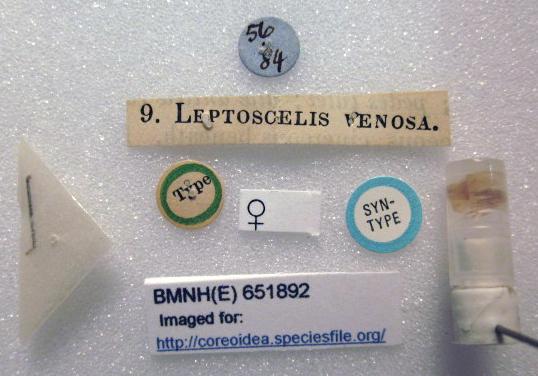 56
84
9. LEPTOSCELIS VENOSA.
Type
♀
SYN-
TYPE
BMNH(E) 651892
Imaged for:
http://coreoidea.speciesfile.org/